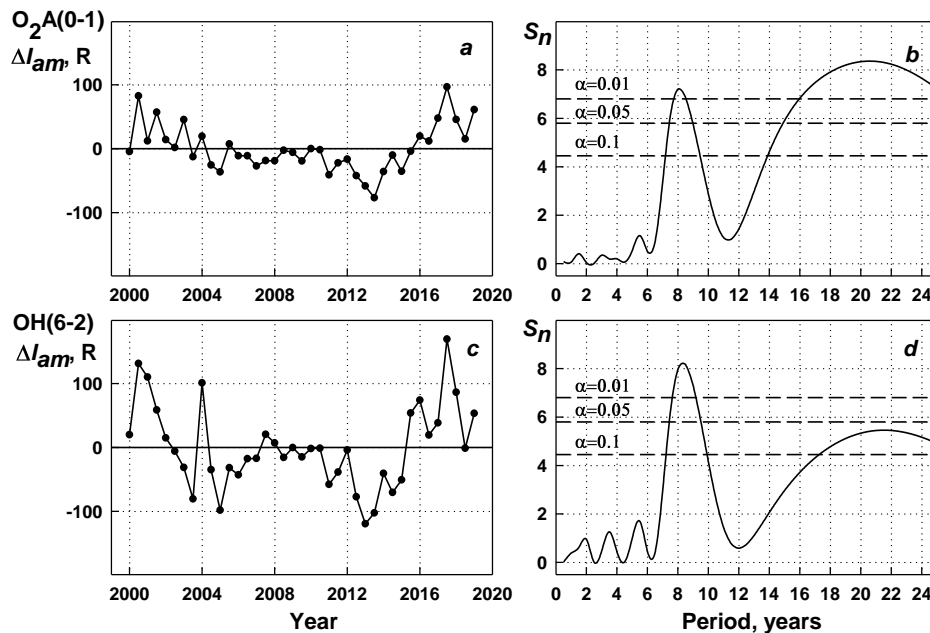 O₂A(0-1)
ΔIam, R
a
100
0
-100
2000 2004 2008 2012 2016 2020
Sn
b
8
α=0.01
6
α=0.05
4
α=0.1
2
0
0 2 4 6 8 10 12 14 16 18 20 22 24
OH(6-2)
ΔIam, R
c
100
0
-100
2000 2004 2008 2012 2016 2020
Year
Sn
d
8
α=0.01
6
α=0.05
α=0.1
4
2
0
0 2 4 6 8 10 12 14 16 18 20 22 24
Period, years